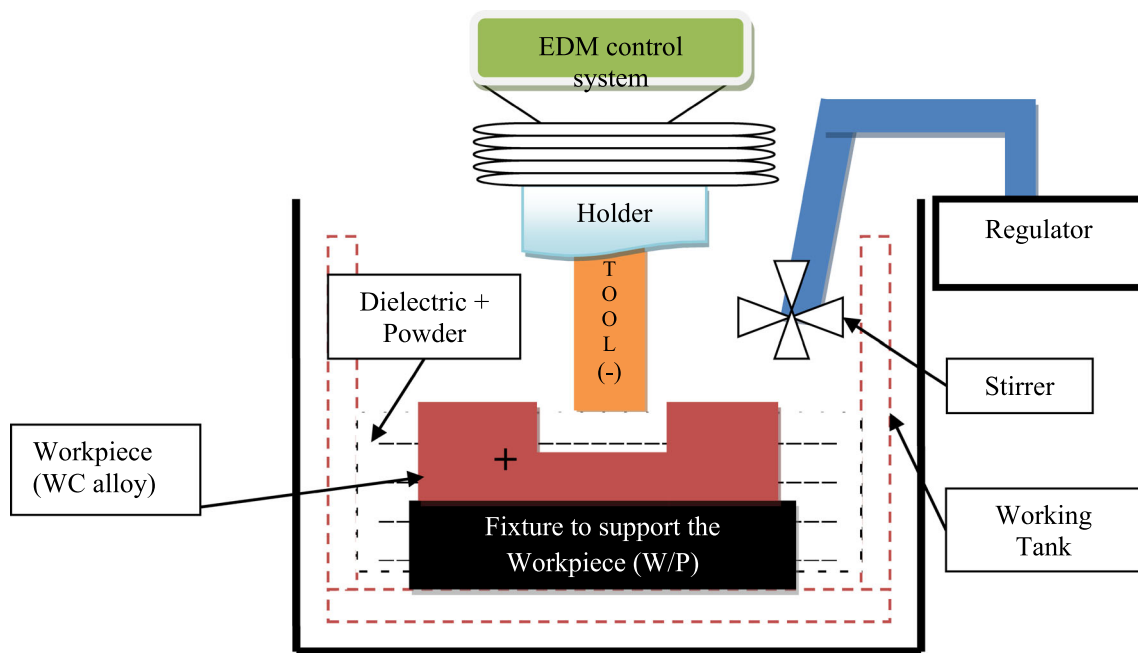 EDM control
system
Holder
Regulator
T
O
O
L
(-)
Dielectric +
Powder
Stirrer
Workpiece
(WC alloy)
+
Fixture to support the
Workpiece (W/P)
Working
Tank